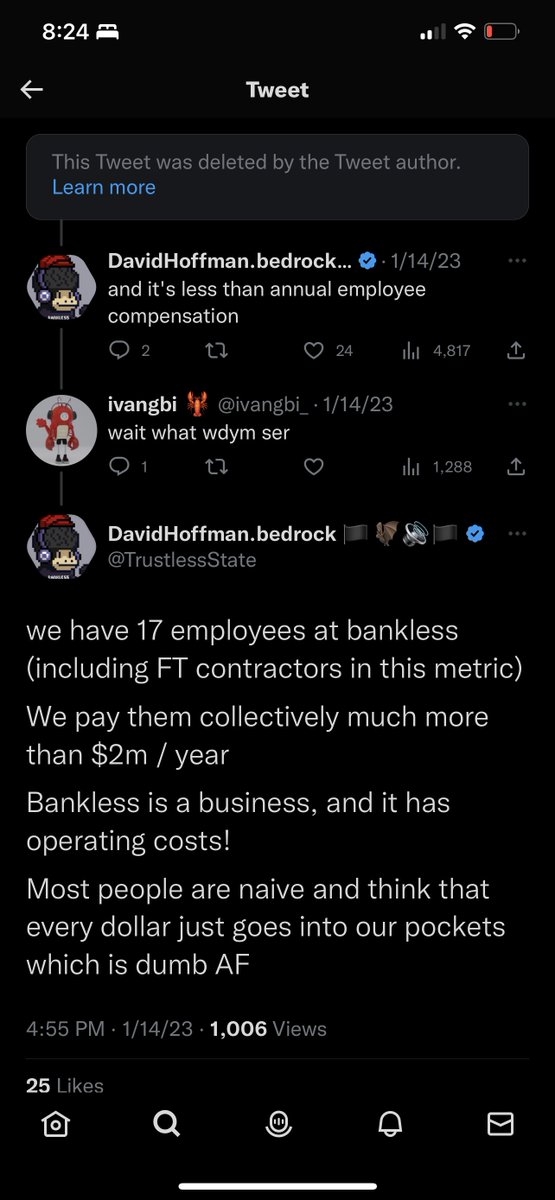 8:24
Tweet
This Tweet was deleted by the Tweet author.
Learn more
DavidHoffman.bedrock... · 1/14/23
and it's less than annual employee
compensation
2 24 4,817
ivangbi 🦞 @ivangbi_ · 1/14/23
wait what wdym ser
1 1,288
DavidHoffman.bedrock 🏴🦇🔊🏴
@TrustlessState
we have 17 employees at bankless
(including FT contractors in this metric)
We pay them collectively much more
than $2m / year
Bankless is a business, and it has
operating costs!
Most people are naive and think that
every dollar just goes into our pockets
which is dumb AF
4:55 PM · 1/14/23 · 1,006 Views
25 Likes